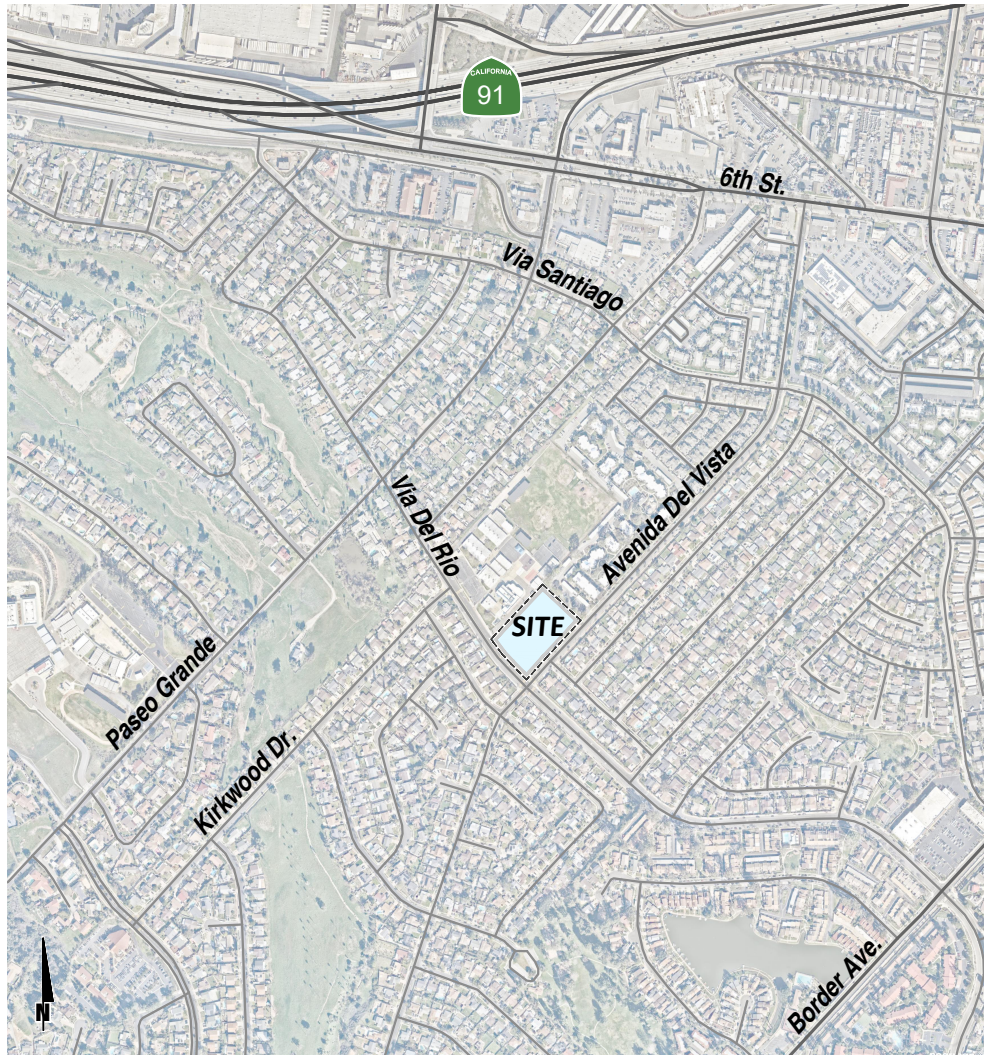 CALIFORNIA
91
6th St.
Via Santiago
Avenida Del Vista
Via Del Rio
SITE
Paseo Grande
Kirkwood Dr.
Border Ave.
N